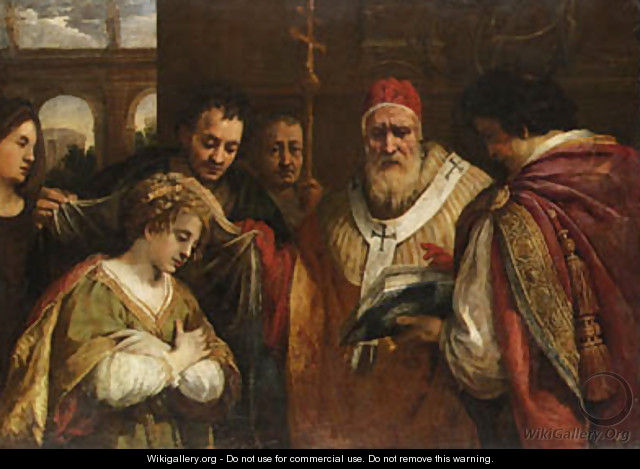 WikiGallery.Org
Wikigallery.org - Do not use for commercial use. Do not remove this warning.